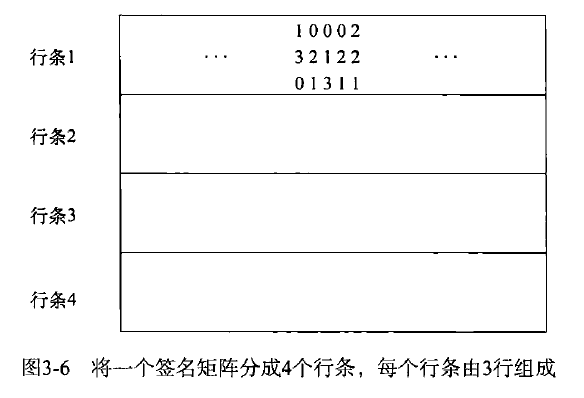 10002
行条1 ··· 32122 ···
01311
行条2
行条3
行条4
图3-6 将一个签名矩阵分成4个行条，每个行条由3行组成